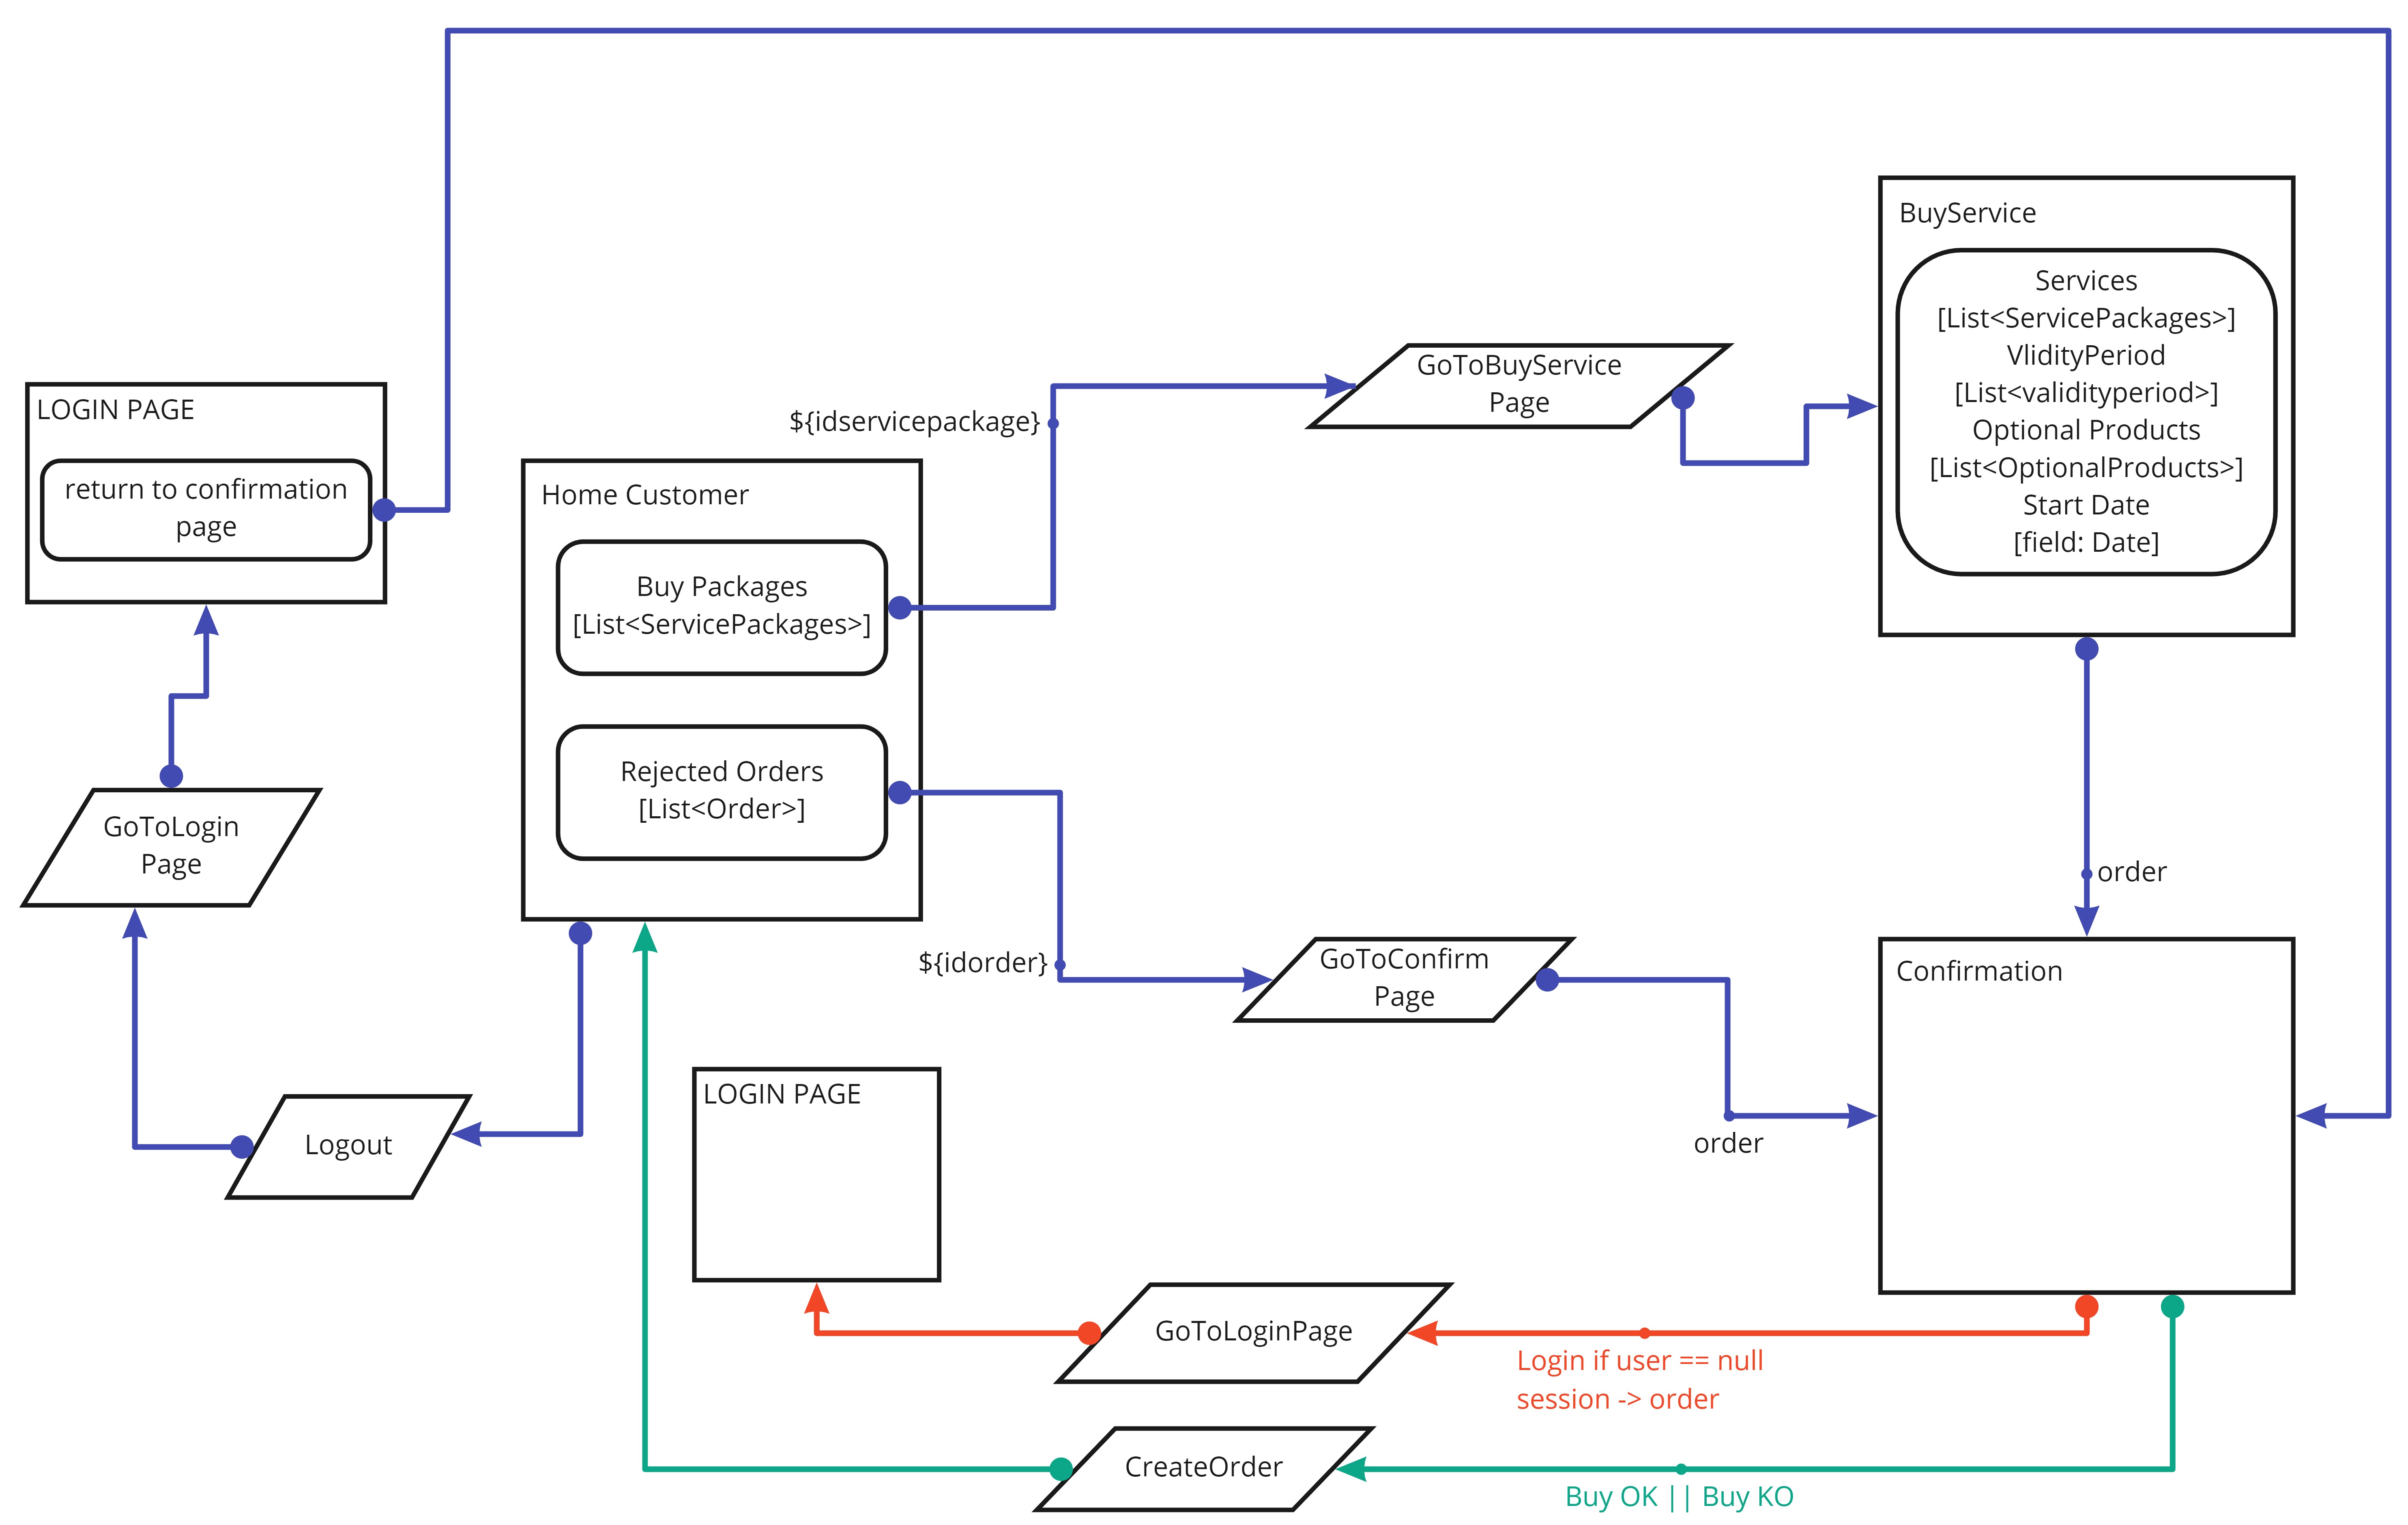 BuyService
Services
[List<ServicePackages>]
VlidityPeriod
[List<validityperiod>]
Optional Products
[List<OptionalProducts>]
Start Date
[field: Date]
GoToBuyService
Page
${idservicepackage}
LOGIN PAGE
return to confirmation
page
Home Customer
Buy Packages
[List<ServicePackages>]
Rejected Orders
[List<Order>]
GoToLogin
Page
order
${idorder}
GoToConfirm
Page
Confirmation
order
LOGIN PAGE
Logout
GoToLoginPage
Login if user == null
session -> order
CreateOrder
Buy OK || Buy KO